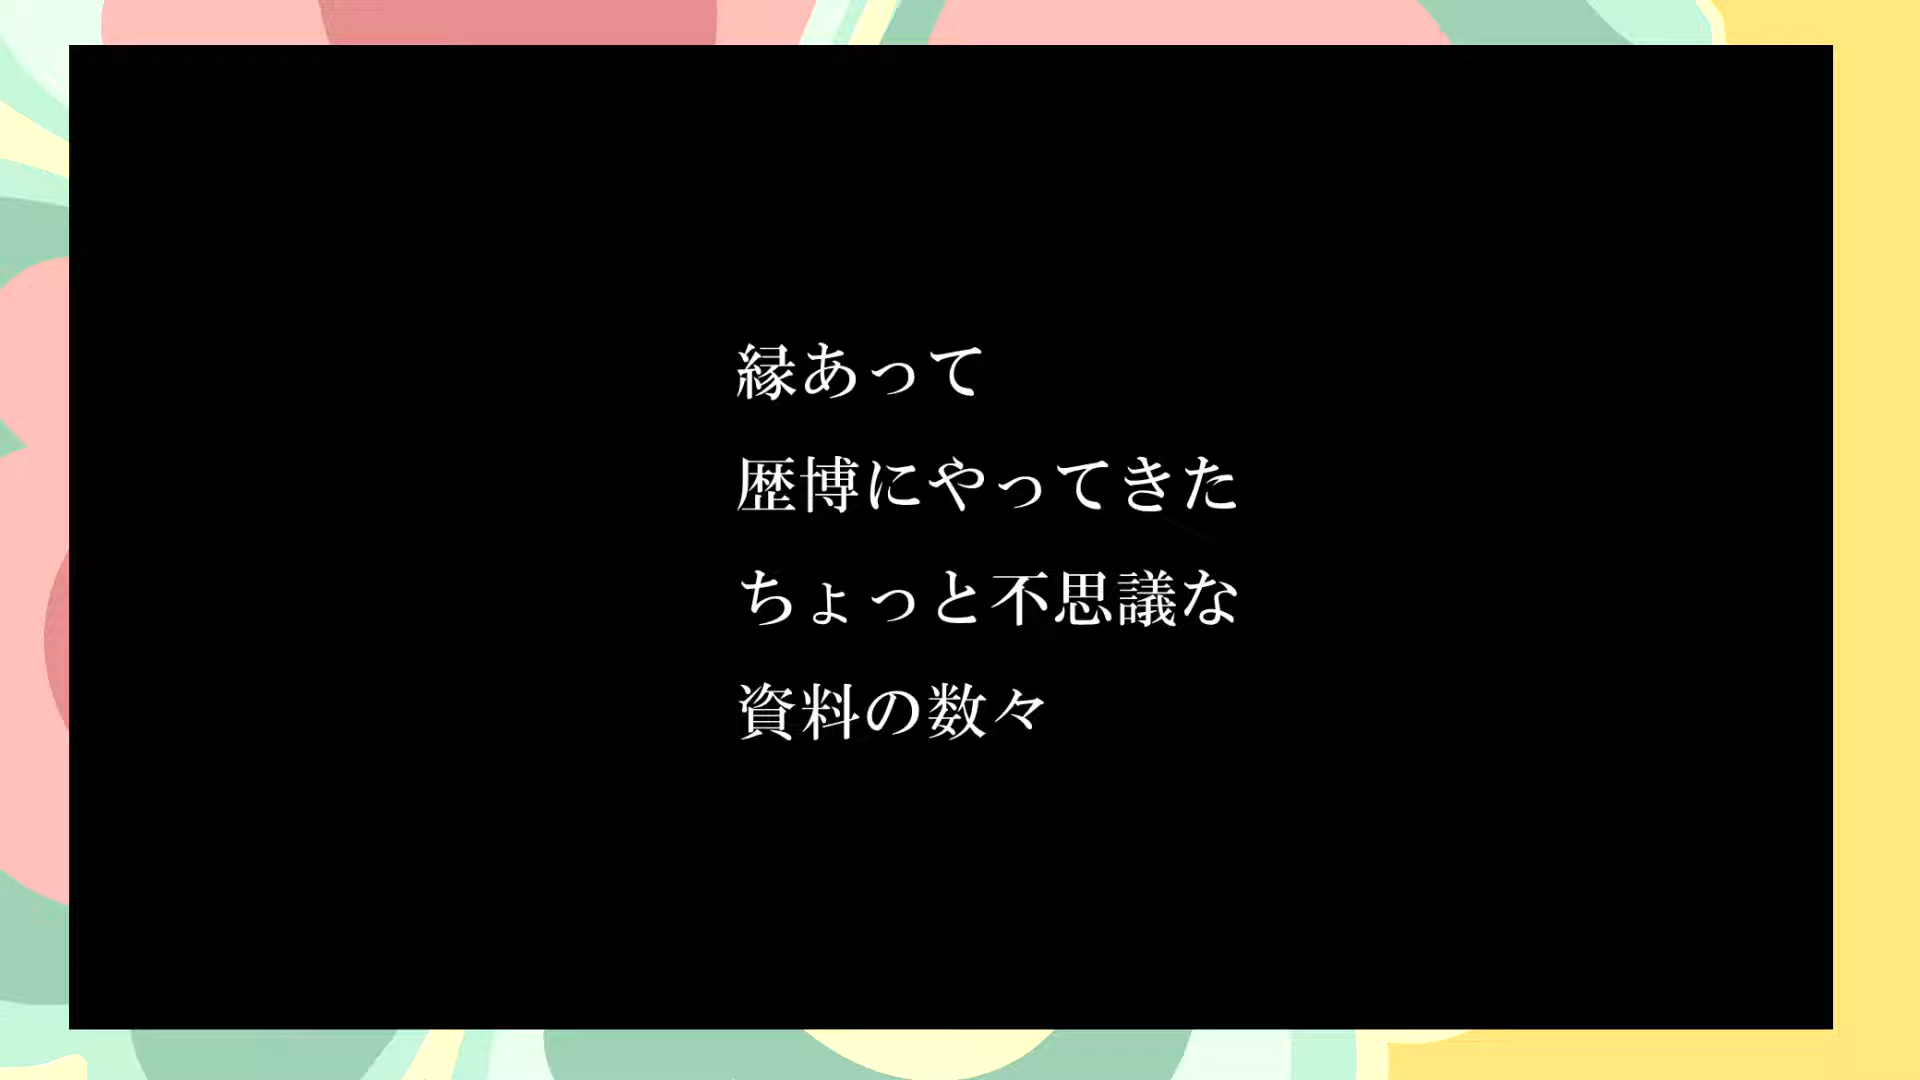 縁あって
歴博にやってきた
ちょっと不思議な
資料の数々